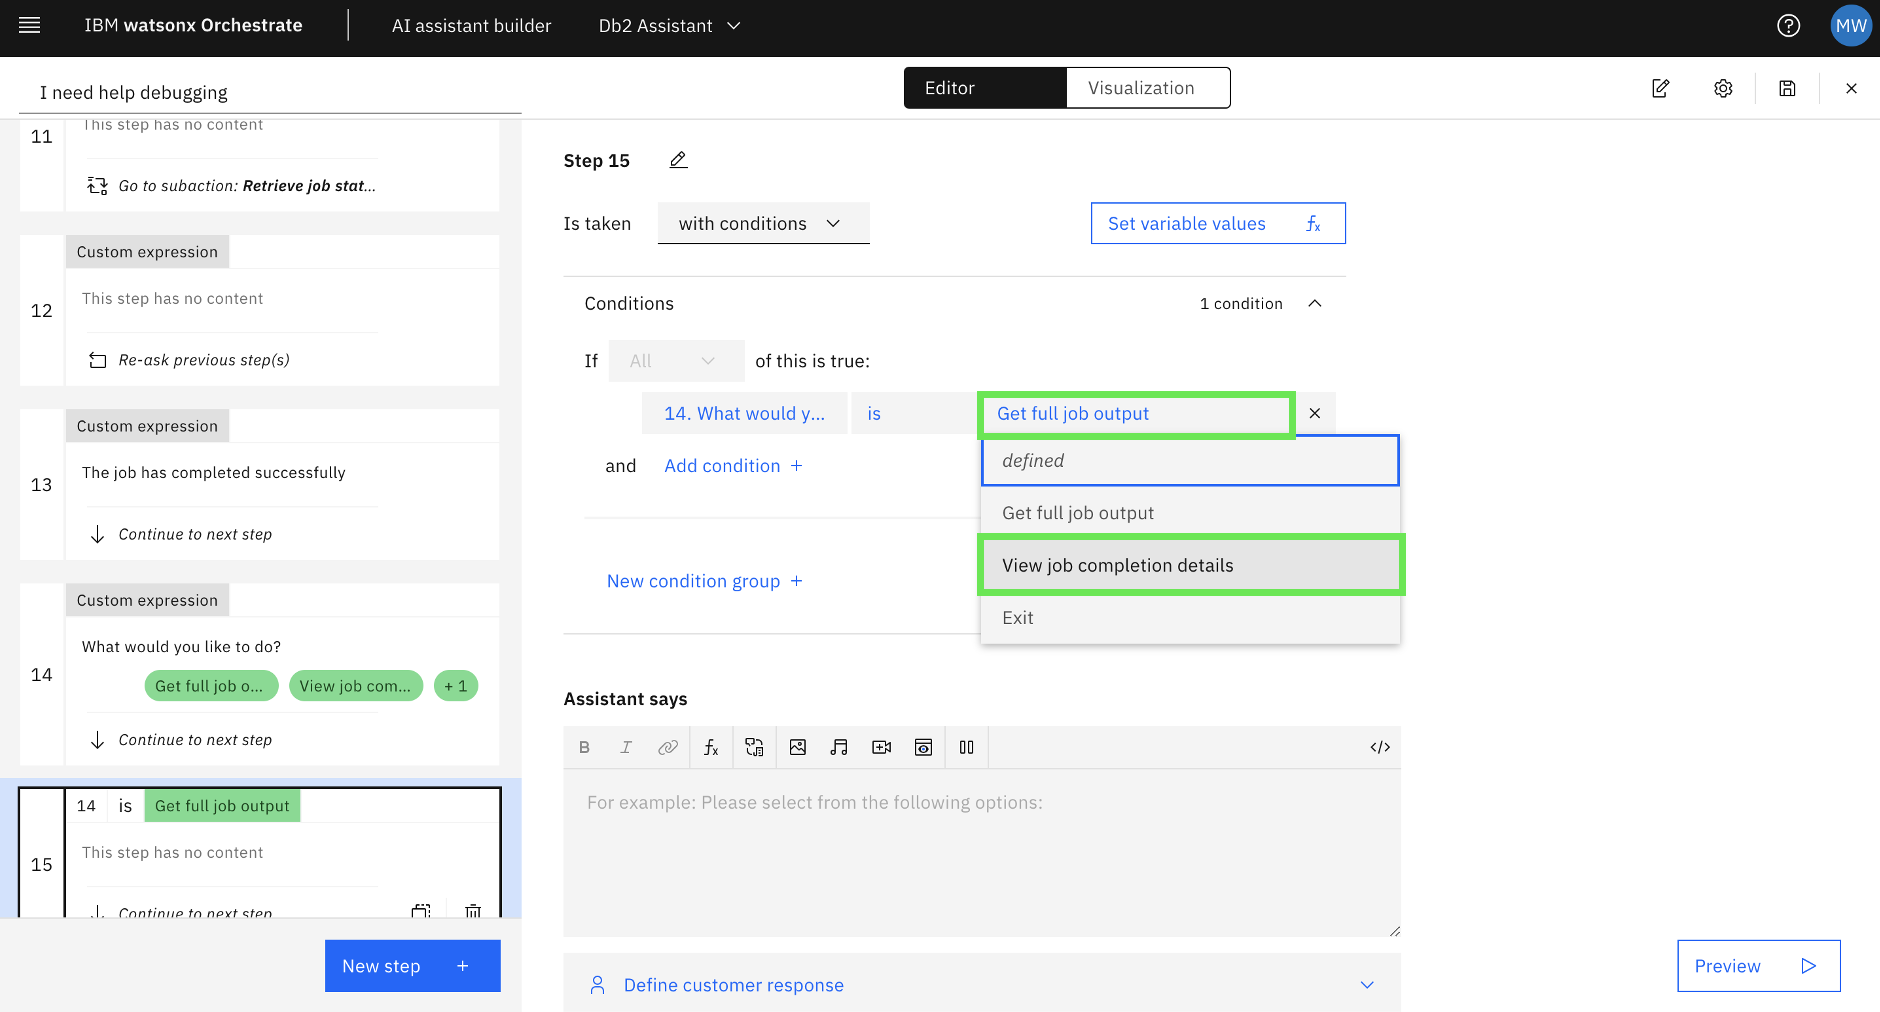 IBM watsonx Orchestrate
AI assistant builder
Db2 Assistant
MW
I need help debugging
Editor
Visualization
11
This step has no content
Go to subaction: Retrieve job stat...
Custom expression
12
This step has no content
Re-ask previous step(s)
Custom expression
13
The job has completed successfully
Continue to next step
Custom expression
14
What would you like to do?
Get full job o...
View job com...
+ 1
Continue to next step
14 is Get full job output
15
This step has no content
Continue to next step
New step +
Step 15
Is taken
with conditions
Set variable values fx
Conditions
1 condition
If All of this is true:
14. What would y... is Get full job output
and Add condition +
defined
Get full job output
View job completion details
Exit
New condition group +
Assistant says
B I fx </>
For example: Please select from the following options:
Define customer response
Preview